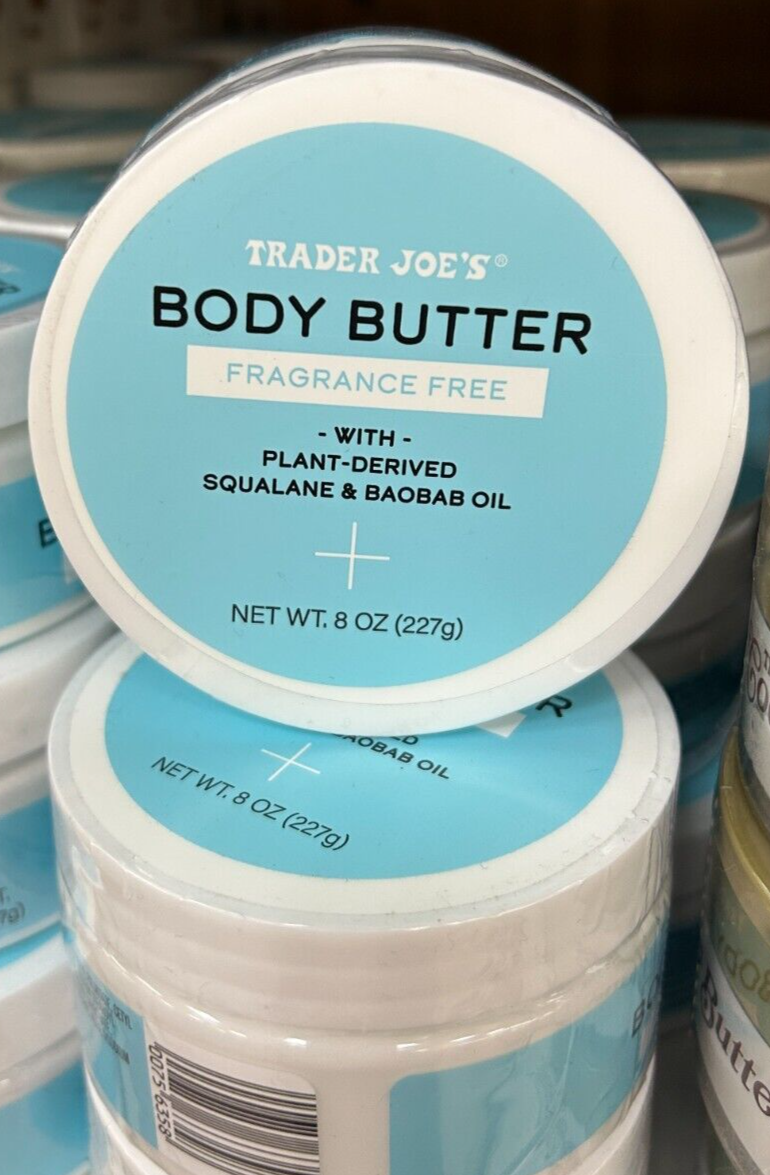 TRADER JOE'S®
BODY BUTTER
FRAGRANCE FREE
- WITH -
PLANT-DERIVED
SQUALANE & BAOBAB OIL
NET WT. 8 OZ (227g)
BAOBAB OIL
NET WT. 8 OZ (227g)